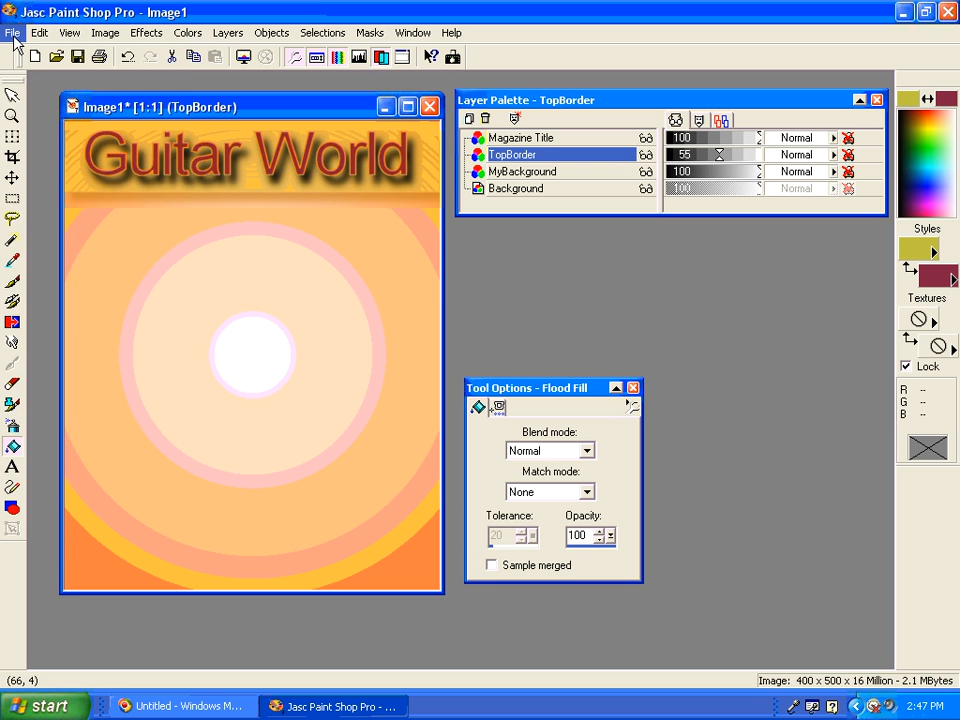 Jasc Paint Shop Pro - Image1
File Edit View Image Effects Colors Layers Objects Selections Masks Window Help
Image1* [1:1] (TopBorder)
Guitar World
Layer Palette - TopBorder
Magazine Title 100 Normal
TopBorder 55 Normal
MyBackground 100 Normal
Background 100 Normal
Styles
Textures
Lock
R --
G --
B --
Tool Options - Flood Fill
Blend mode:
Normal
Match mode:
None
Tolerance: Opacity:
20 100
Sample merged
(66, 4)
Image: 400 x 500 x 16 Million - 2.1 MBytes
start
Untitled - Windows M...
Jasc Paint Shop Pro - ...
2:47 PM